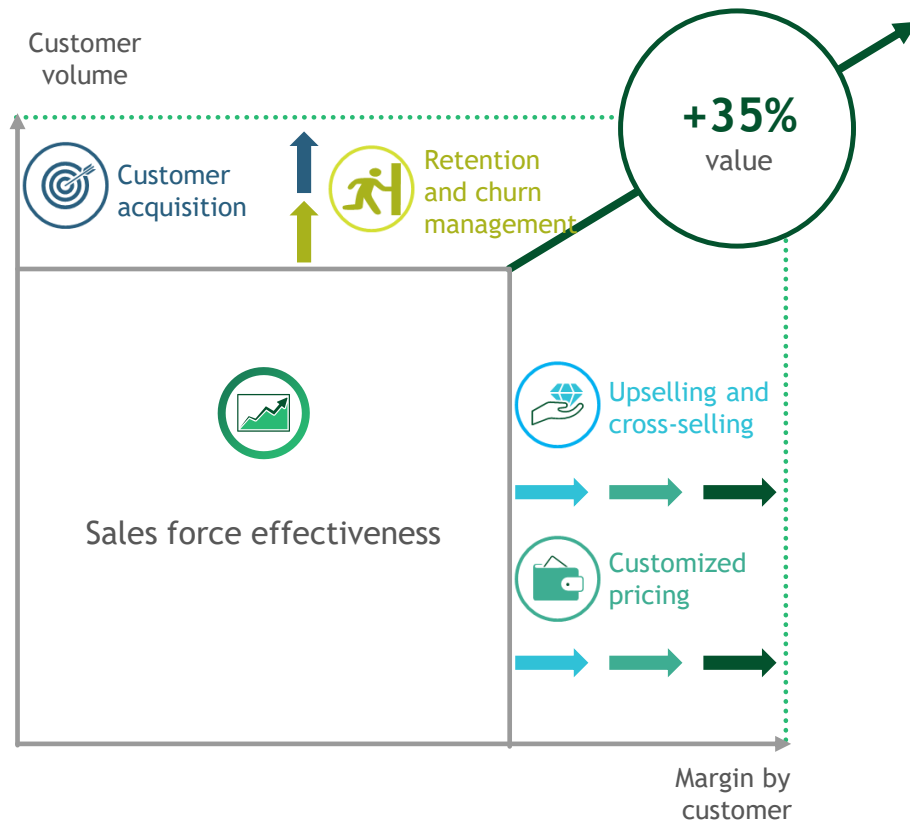 Customer
volume
+35%
value
Customer
acquisition
Retention
and churn
management
Upselling and
cross-selling
Sales force effectiveness
Customized
pricing
Margin by
customer